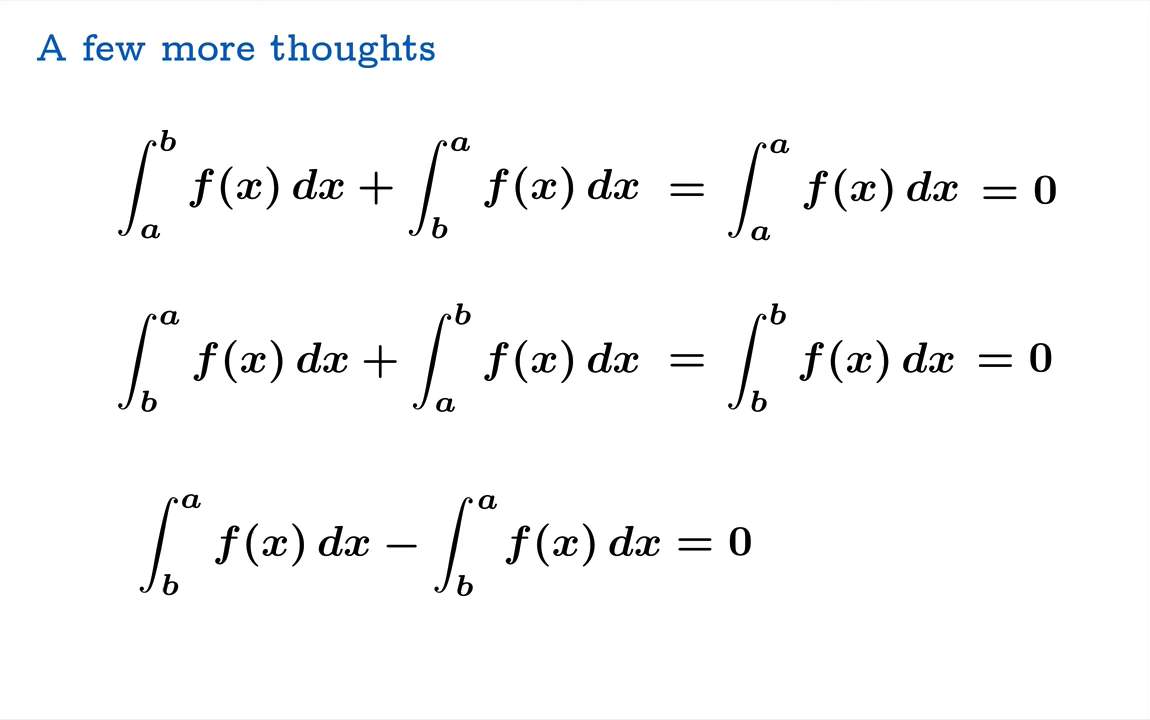 A few more thoughts
∫_a^b f(x) dx + ∫_b^a f(x) dx = ∫_a^a f(x) dx = 0
∫_b^a f(x) dx + ∫_a^b f(x) dx = ∫_b^b f(x) dx = 0
∫_b^a f(x) dx − ∫_b^a f(x) dx = 0